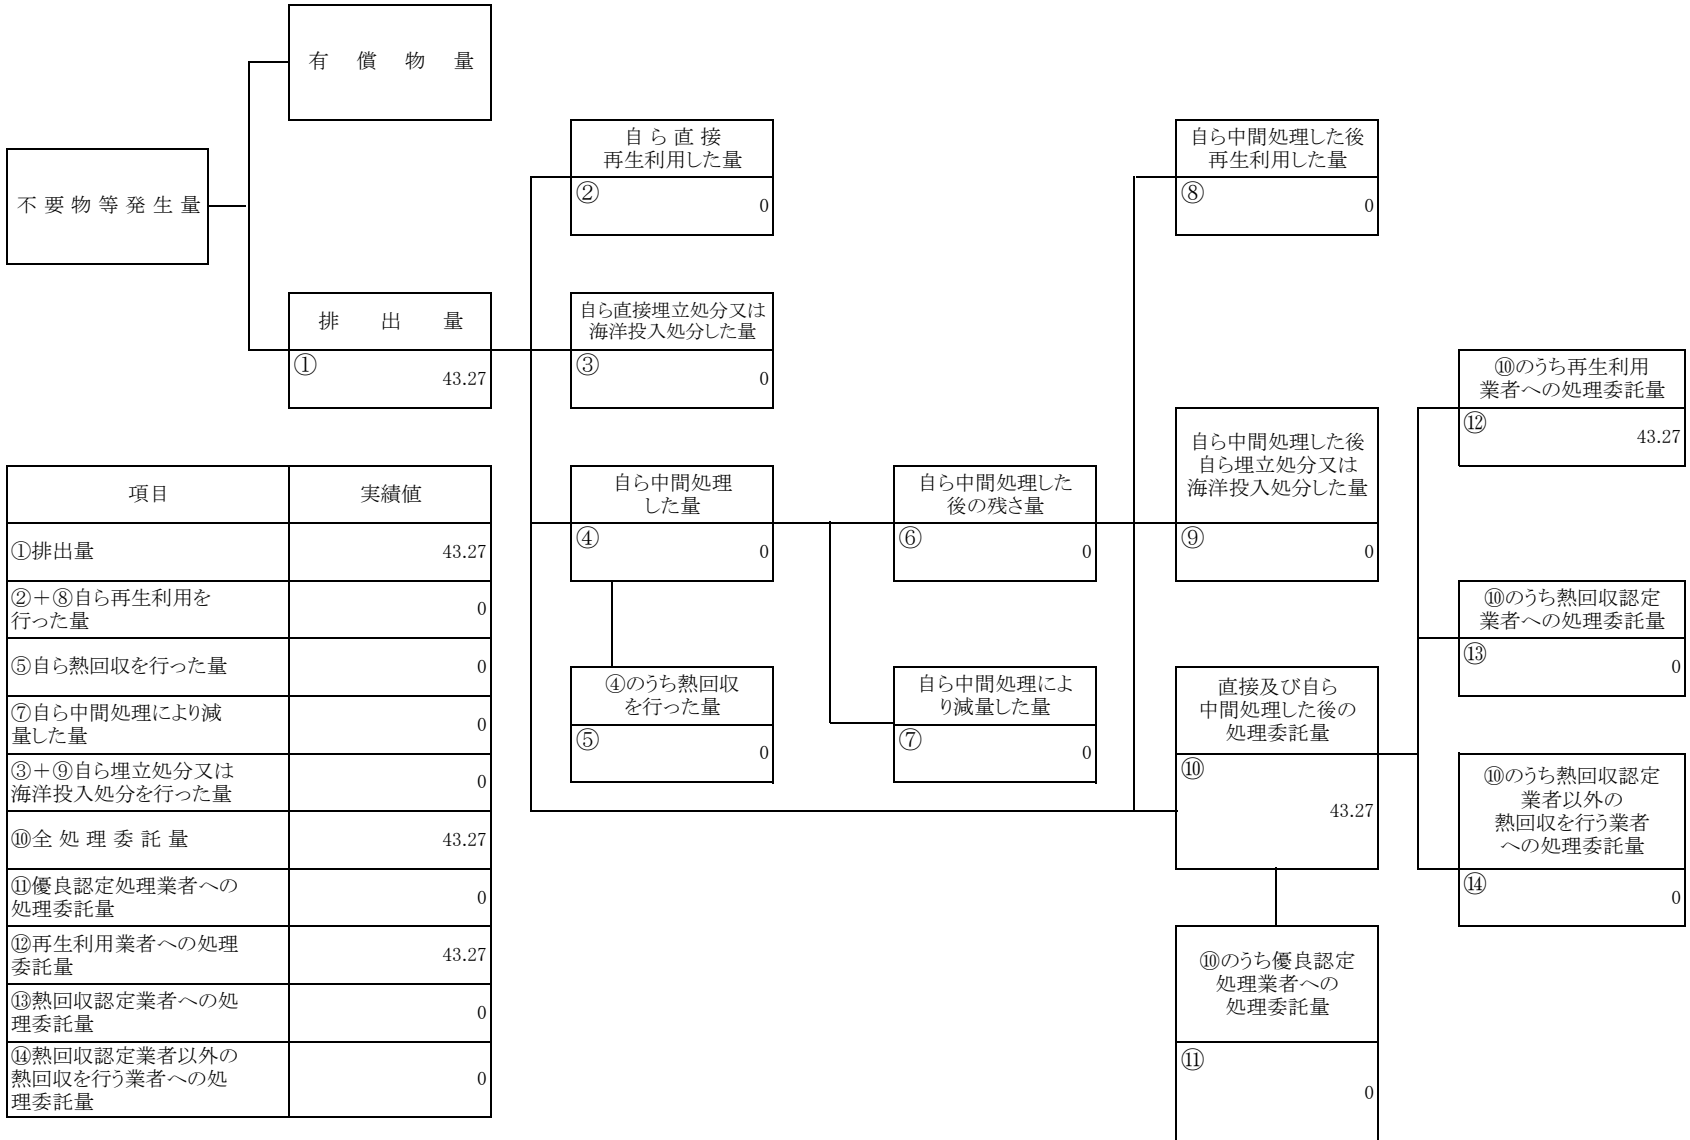 有償物量
不要物等発生量
排出量
①
43.27
自ら直接
再生利用した量
②
0
自ら直接埋立処分又は
海洋投入処分した量
③
0
自ら中間処理
した量
④
0
④のうち熱回収
を行った量
⑤
0
自ら中間処理した
後の残さ量
⑥
0
自ら中間処理によ
り減量した量
⑦
0
自ら中間処理した後
再生利用した量
⑧
0
自ら中間処理した後
自ら埋立処分又は
海洋投入処分した量
⑨
0
直接及び自ら
中間処理した後の
処理委託量
⑩
43.27
⑩のうち優良認定
処理業者への
処理委託量
⑪
0
⑩のうち再生利用
業者への処理委託量
⑫
43.27
⑩のうち熱回収認定
業者への処理委託量
⑬
0
⑩のうち熱回収認定
業者以外の
熱回収を行う業者
への処理委託量
⑭
0
項目 実績値
①排出量 43.27
②＋⑧自ら再生利用を
行った量
0
⑤自ら熱回収を行った量 0
⑦自ら中間処理により減
量した量
0
③＋⑨自ら埋立処分又は
海洋投入処分を行った量
0
⑩全処理委託量 43.27
⑪優良認定処理業者への
処理委託量
0
⑫再生利用業者への処理
委託量
43.27
⑬熱回収認定業者への処
理委託量
0
⑭熱回収認定業者以外の
熱回収を行う業者への処
理委託量
0